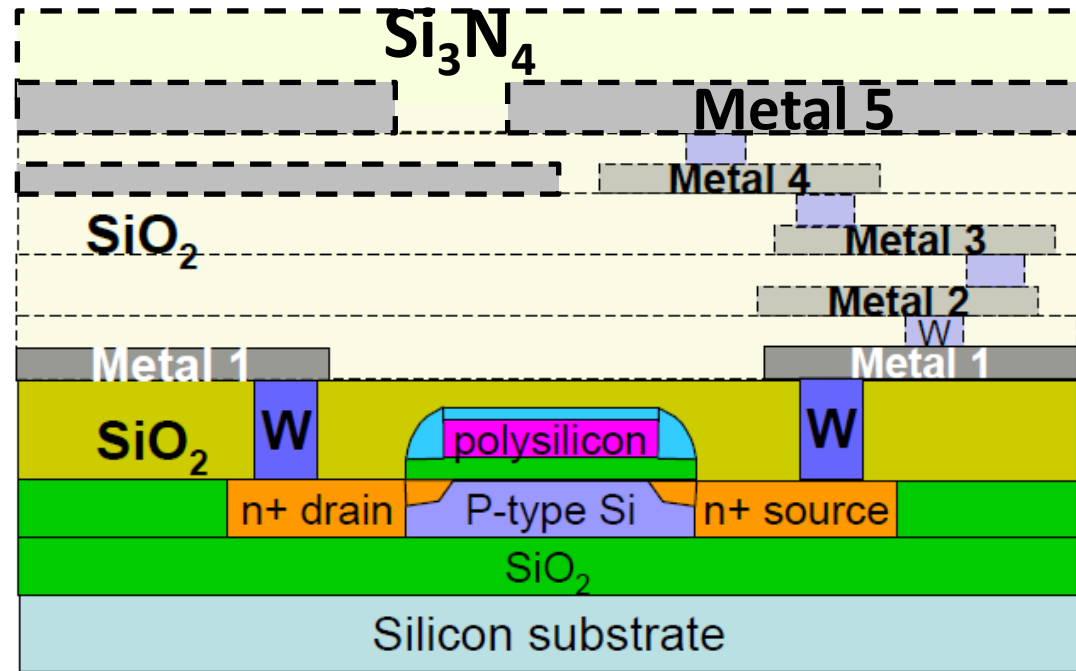 Si₃N₄
Metal 5
Metal 4
SiO₂
Metal 3
Metal 2
W
Metal 1
Metal 1
SiO₂
W
polysilicon
W
n+ drain
P-type Si
n+ source
SiO₂
Silicon substrate